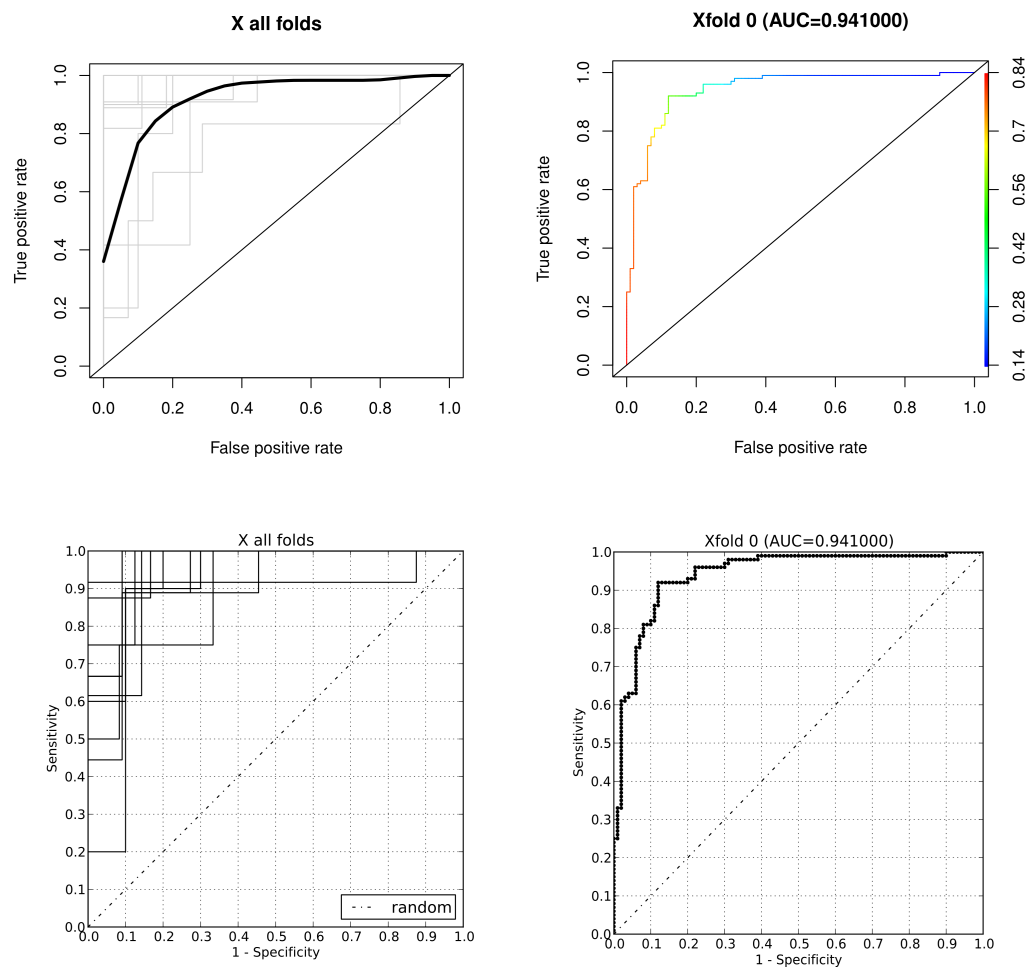 X all folds
True positive rate
0.0 0.2 0.4 0.6 0.8 1.0
0.0 0.2 0.4 0.6 0.8 1.0
False positive rate
Xfold 0 (AUC=0.941000)
True positive rate
0.0 0.2 0.4 0.6 0.8 1.0
0.14 0.28 0.42 0.56 0.7 0.84
0.0 0.2 0.4 0.6 0.8 1.0
False positive rate
X all folds
1.0
0.9
0.8
0.7
0.6
0.5
0.4
0.3
0.2
0.1
0.0
Sensitivity
random
0.0 0.1 0.2 0.3 0.4 0.5 0.6 0.7 0.8 0.9 1.0
1 - Specificity
Xfold 0 (AUC=0.941000)
1.0
0.9
0.8
0.7
0.6
0.5
0.4
0.3
0.2
0.1
0.0
Sensitivity
0.0 0.1 0.2 0.3 0.4 0.5 0.6 0.7 0.8 0.9 1.0
1 - Specificity